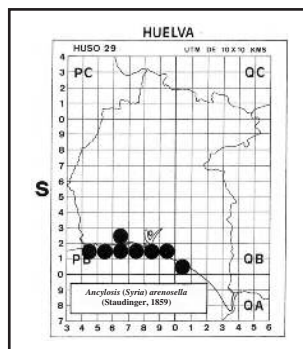 HUELVA
HUSO 29 UTM DE 10 X 10 KMS
PC QC
4
3
2
1
0
9
8
7
6
5
S
4
3
2
1
PB QB
0
9
Ancylosis (Syria) arenosella
(Staudinger, 1859)
8
QA
7
3 3 4 5 6 7 8 9 0 1 2 3 4 5 6